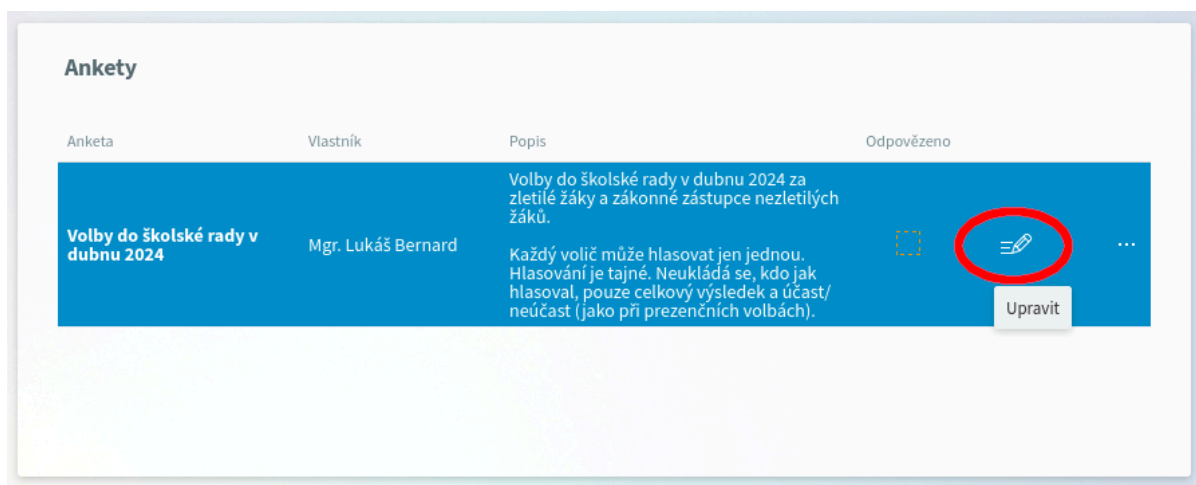 Ankety
Anketa Vlastník Popis Odpovězeno
Volby do školské rady v
dubnu 2024
Mgr. Lukáš Bernard
Volby do školské rady v dubnu 2024 za
zletilé žáky a zákonné zástupce nezletilých
žáků.
Každý volič může hlasovat jen jednou.
Hlasování je tajné. Neukládá se, kdo jak
hlasoval, pouze celkový výsledek a účast/
neúčast (jako při prezenčních volbách).
...
Upravit